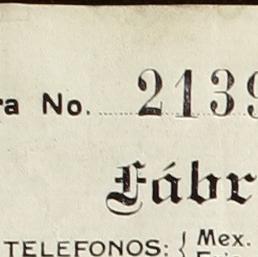 ra No. 2139
Fábr
TELEFONOS: { Mex.